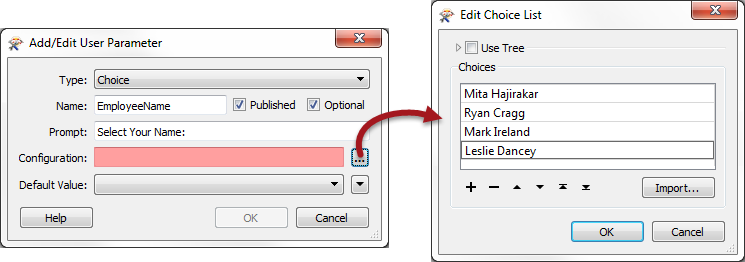 Add/Edit User Parameter
Type: Choice
Name: EmployeeName Published Optional
Prompt: Select Your Name:
Configuration: ...
Default Value:
Help OK Cancel
Edit Choice List
Use Tree
Choices
Mita Hajirakar
Ryan Cragg
Mark Ireland
Leslie Dancey
Import...
OK Cancel